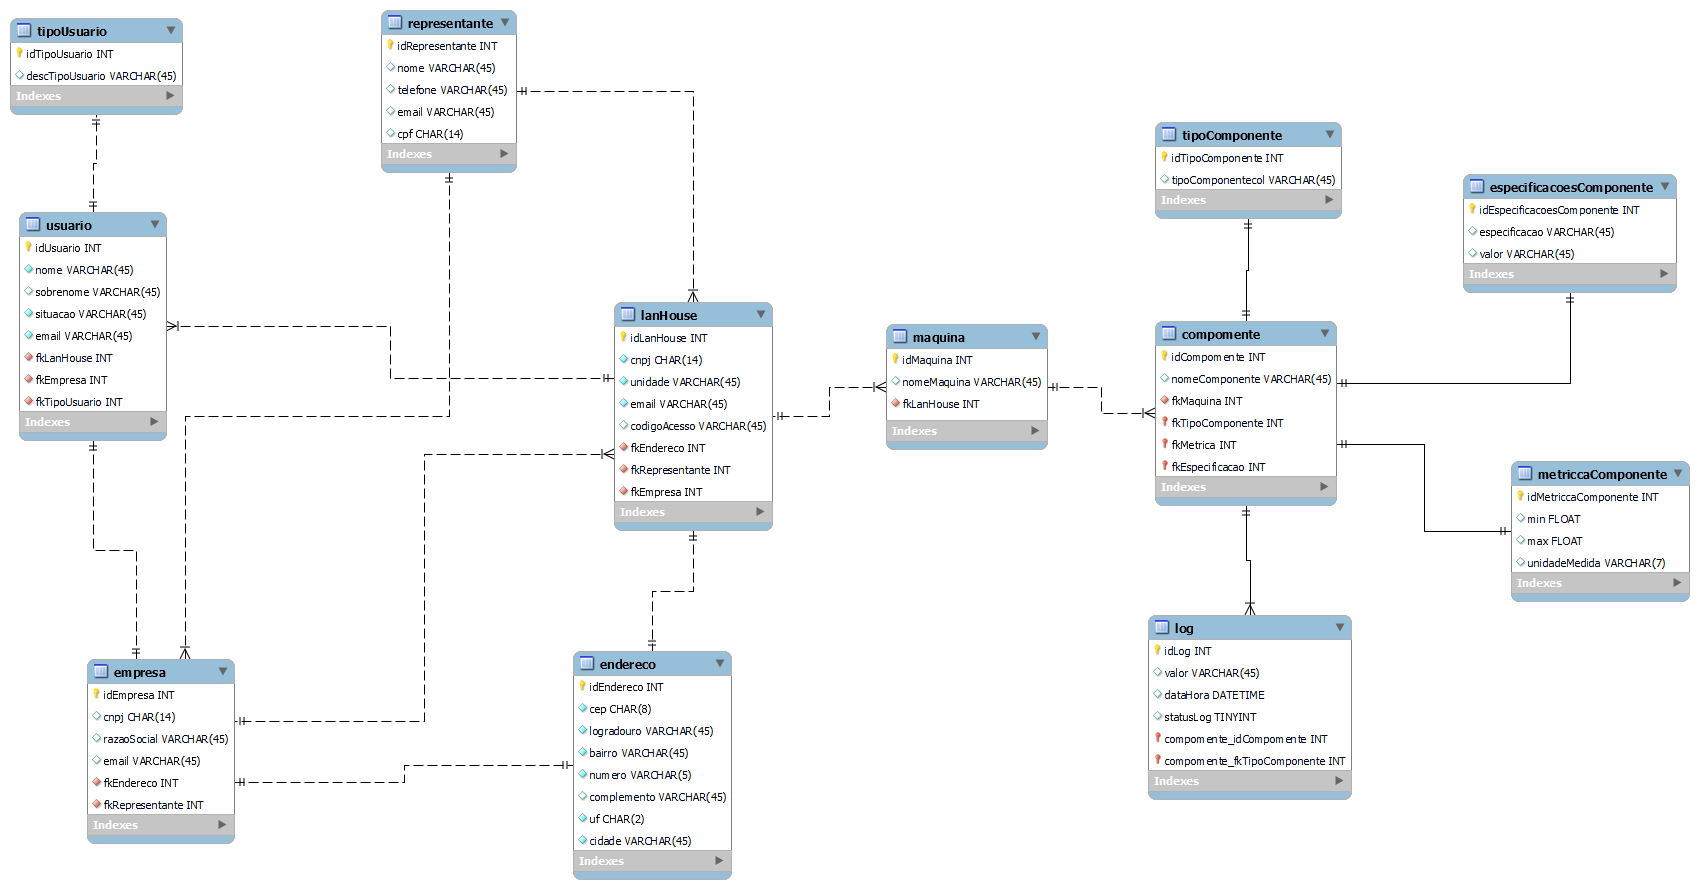 tipoUsuario
idTipoUsuario INT
descTipoUsuario VARCHAR(45)
Indexes
representante
idRepresentante INT
nome VARCHAR(45)
telefone VARCHAR(45)
email VARCHAR(45)
cpf CHAR(14)
Indexes
usuario
idUsuario INT
nome VARCHAR(45)
sobrenome VARCHAR(45)
situacao VARCHAR(45)
email VARCHAR(45)
fkLanHouse INT
fkEmpresa INT
fkTipoUsuario INT
Indexes
lanHouse
idLanHouse INT
cnpj CHAR(14)
unidade VARCHAR(45)
email VARCHAR(45)
codigoAcesso VARCHAR(45)
fkEndereco INT
fkRepresentante INT
fkEmpresa INT
Indexes
maquina
idMaquina INT
nomeMaquina VARCHAR(45)
fkLanHouse INT
Indexes
tipoComponente
idTipoComponente INT
tipoComponentecol VARCHAR(45)
Indexes
especificacoesComponente
idEspecificacoesComponente INT
especificacao VARCHAR(45)
valor VARCHAR(45)
Indexes
compomente
idCompomente INT
nomeComponente VARCHAR(45)
fkMaquina INT
fkTipoComponente INT
fkMetrica INT
fkEspecificacao INT
Indexes
metriccaComponente
idMetriccaComponente INT
min FLOAT
max FLOAT
unidadeMedida VARCHAR(7)
Indexes
empresa
idEmpresa INT
cnpj CHAR(14)
razaoSocial VARCHAR(45)
email VARCHAR(45)
fkEndereco INT
fkRepresentante INT
Indexes
endereco
idEndereco INT
cep CHAR(8)
logradouro VARCHAR(45)
bairro VARCHAR(45)
numero VARCHAR(5)
complemento VARCHAR(45)
uf CHAR(2)
cidade VARCHAR(45)
Indexes
log
idLog INT
valor VARCHAR(45)
dataHora DATETIME
statusLog TINYINT
compomente_idCompomente INT
compomente_fkTipoComponente INT
Indexes